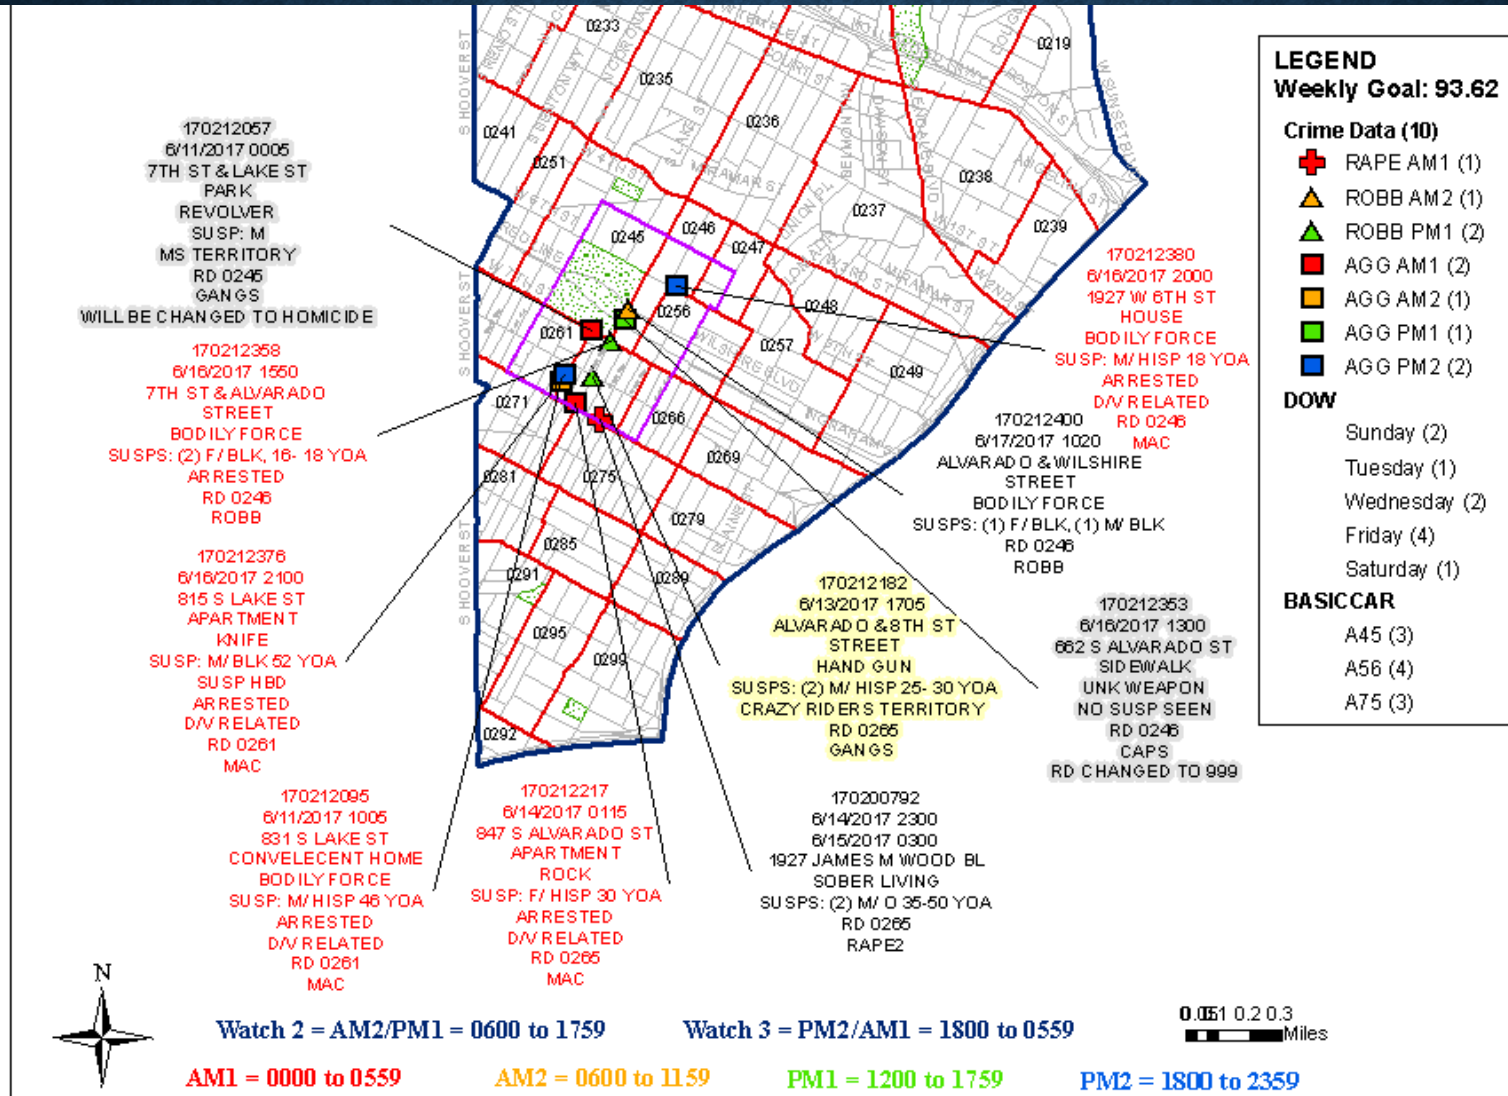 0233
0219
0235
0236
0241
0251
0238
0237
0239
0245
0246
0247
0248
0256
0261
0257
0249
0271
0266
0269
0281
0275
0279
0285
0291
0289
0295
0299
0292
S HOOVER ST
S HOOVER ST
S HOOVER ST
COURT ST
MIRAMAR ST
WILSHIRE BLVD
INGRAHAM ST
MIRAMAR ST
W 1ST ST
W 2ND ST
170212057
6/11/2017 0005
7TH ST & LAKE ST
PARK
REVOLVER
SUSP: M
MS TERRITORY
RD 0245
GANGS
WILL BE CHANGED TO HOMICIDE
170212358
6/16/2017 1550
7TH ST & ALVARADO
STREET
BODILY FORCE
SUSPS: (2) F/ BLK, 16- 18 YOA
ARRESTED
RD 0246
ROBB
170212376
6/16/2017 2100
815 S LAKE ST
APARTMENT
KNIFE
SUSP: M/ BLK 52 YOA
SUSP HBD
ARRESTED
D/V RELATED
RD 0261
MAC
170212095
6/11/2017 1005
831 S LAKE ST
CONVELECENT HOME
BODILY FORCE
SUSP: M/ HISP 46 YOA
ARRESTED
D/V RELATED
RD 0261
MAC
170212217
6/14/2017 0115
847 S ALVARADO ST
APARTMENT
ROCK
SUSP: F/ HISP 30 YOA
ARRESTED
D/V RELATED
RD 0265
MAC
170200792
6/14/2017 2300
6/15/2017 0300
1927 JAMES M WOOD BL
SOBER LIVING
SUSPS: (2) M/ O 35-50 YOA
RD 0265
RAPE2
170212182
6/13/2017 1705
ALVARADO & 8TH ST
STREET
HAND GUN
SUSPS: (2) M/ HISP 25- 30 YOA
CRAZY RIDERS TERRITORY
RD 0265
GANGS
170212353
6/16/2017 1300
662 S ALVARADO ST
SIDEWALK
UNK WEAPON
NO SUSP SEEN
RD 0246
CAPS
RD CHANGED TO 999
170212400
6/17/2017 1020
ALVARADO & WILSHIRE
STREET
BODILY FORCE
SUSPS: (1) F/ BLK, (1) M/ BLK
RD 0246
ROBB
170212380
6/16/2017 2000
1927 W 6TH ST
HOUSE
BODILY FORCE
SUSP: M/ HISP 18 YOA
ARRESTED
D/V RELATED
RD 0246
MAC
LEGEND
Weekly Goal: 93.62
Crime Data (10)
RAPE AM1 (1)
ROBB AM2 (1)
ROBB PM1 (2)
AGG AM1 (2)
AGG AM2 (1)
AGG PM1 (1)
AGG PM2 (2)
DOW
Sunday (2)
Tuesday (1)
Wednesday (2)
Friday (4)
Saturday (1)
BASICCAR
A45 (3)
A56 (4)
A75 (3)
N
Watch 2 = AM2/PM1 = 0600 to 1759
Watch 3 = PM2/AM1 = 1800 to 0559
0.2 0.3
Miles
AM1 = 0000 to 0559
AM2 = 0600 to 1159
PM1 = 1200 to 1759
PM2 = 1800 to 2359